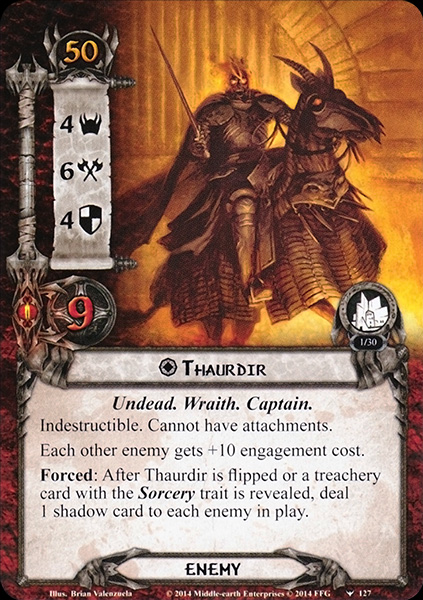 50
4
6
4
9
1/30
Thaurdir
Undead. Wraith. Captain.
Indestructible. Cannot have attachments.
Each other enemy gets +10 engagement cost.
Forced: After Thaurdir is flipped or a treachery
card with the Sorcery trait is revealed, deal
1 shadow card to each enemy in play.
ENEMY
Illus. Brian Valenzuela © 2014 Middle-earth Enterprises © 2014 FFG 127